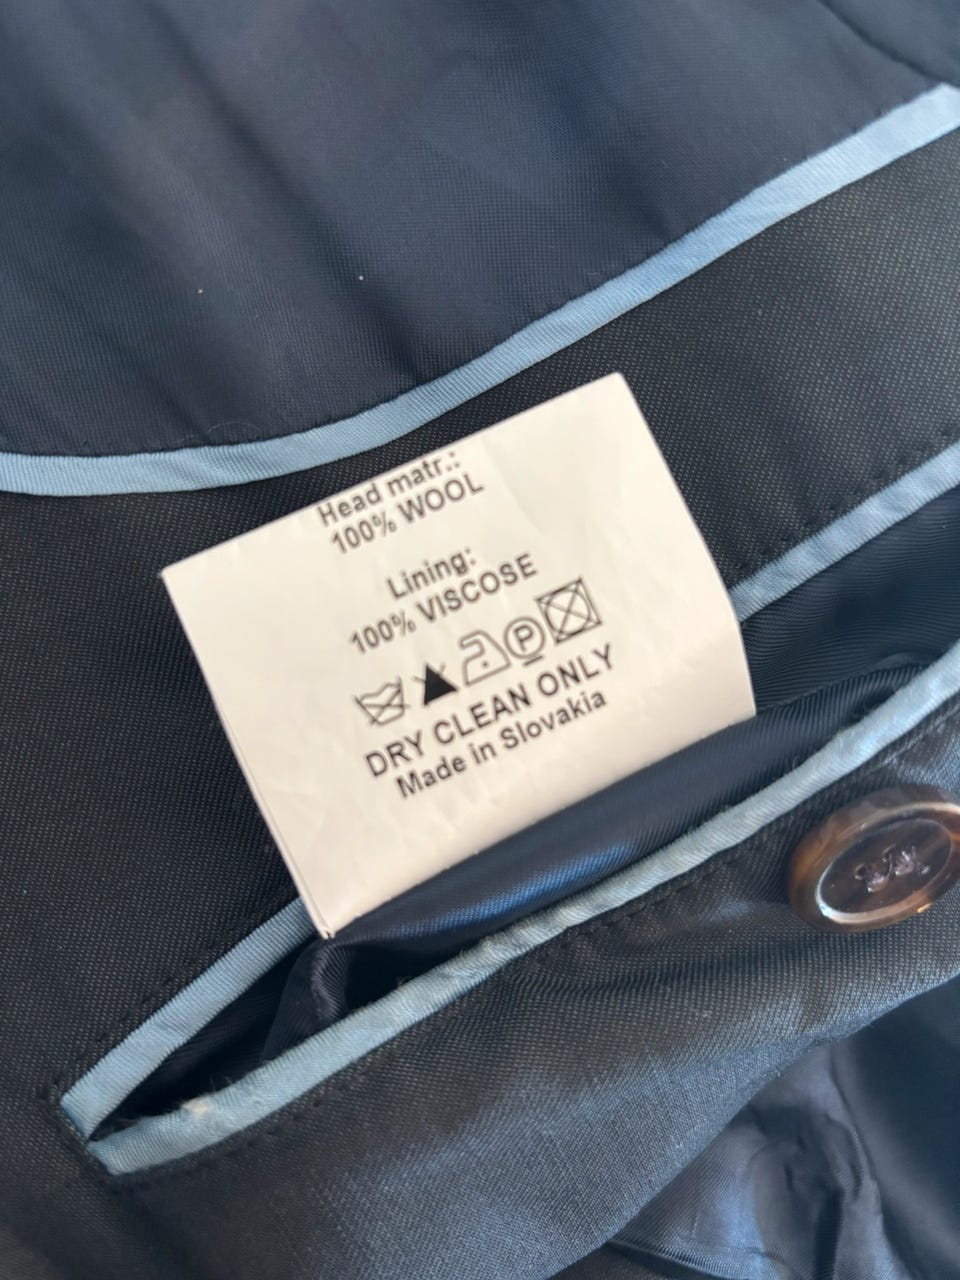 Head matr.:
100% WOOL
Lining:
100% VISCOSE
P
DRY CLEAN ONLY
Made in Slovakia